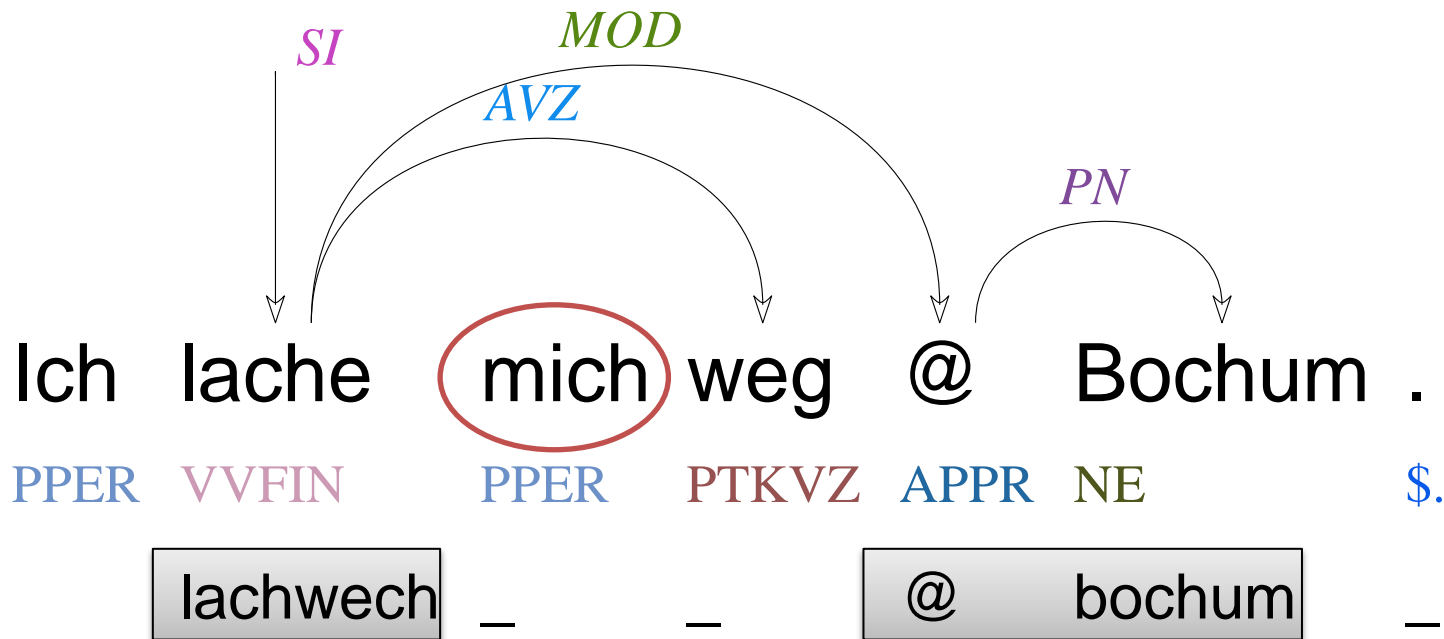 SI MOD
AVZ
PN
Ich lache mich weg @ Bochum .
PPER VVFIN PPER PTKVZ APPR NE $.
lachwech _ _ @ bochum _